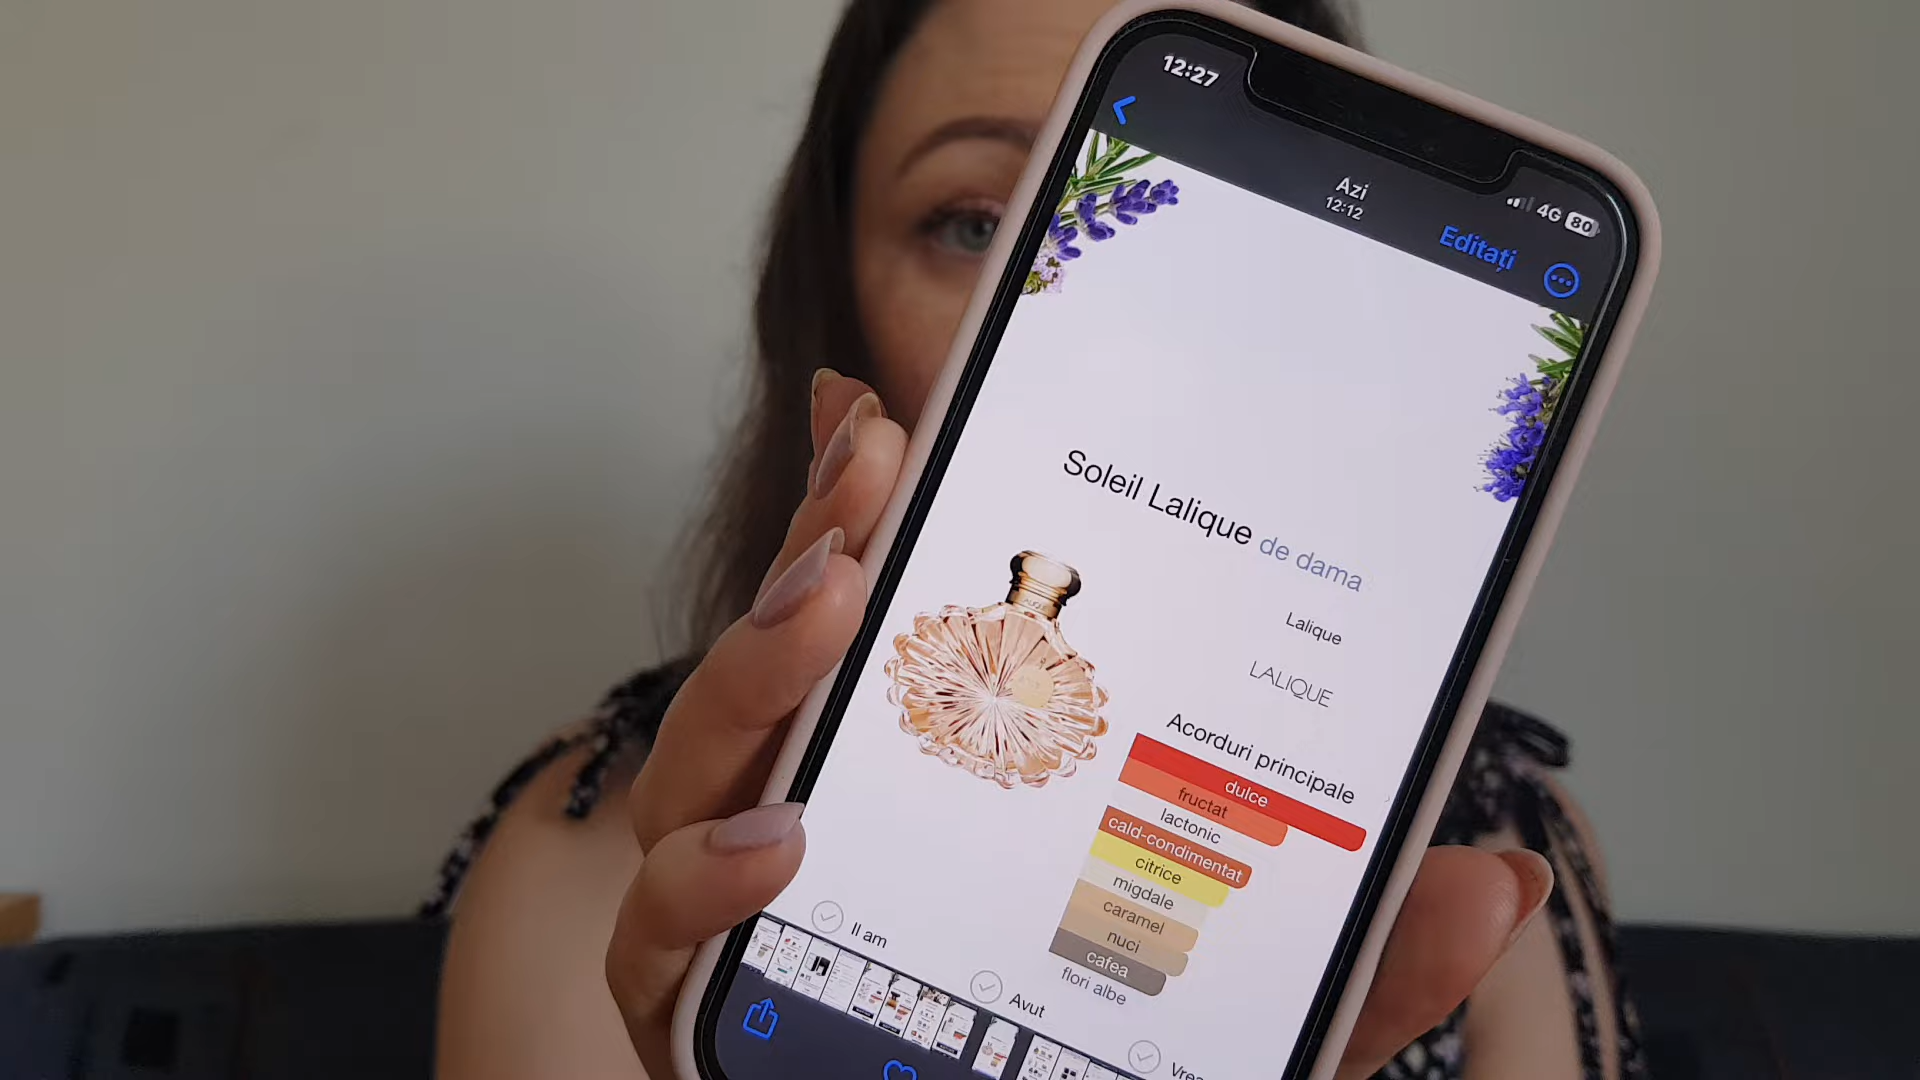 12:27
4G 80
Azi
12:12
Editați
Soleil Lalique de dama
Lalique
LALIQUE
Acorduri principale
dulce
fructat
lactonic
cald-condimentat
citrice
migdale
caramel
nuci
cafea
flori albe
Il am
Avut